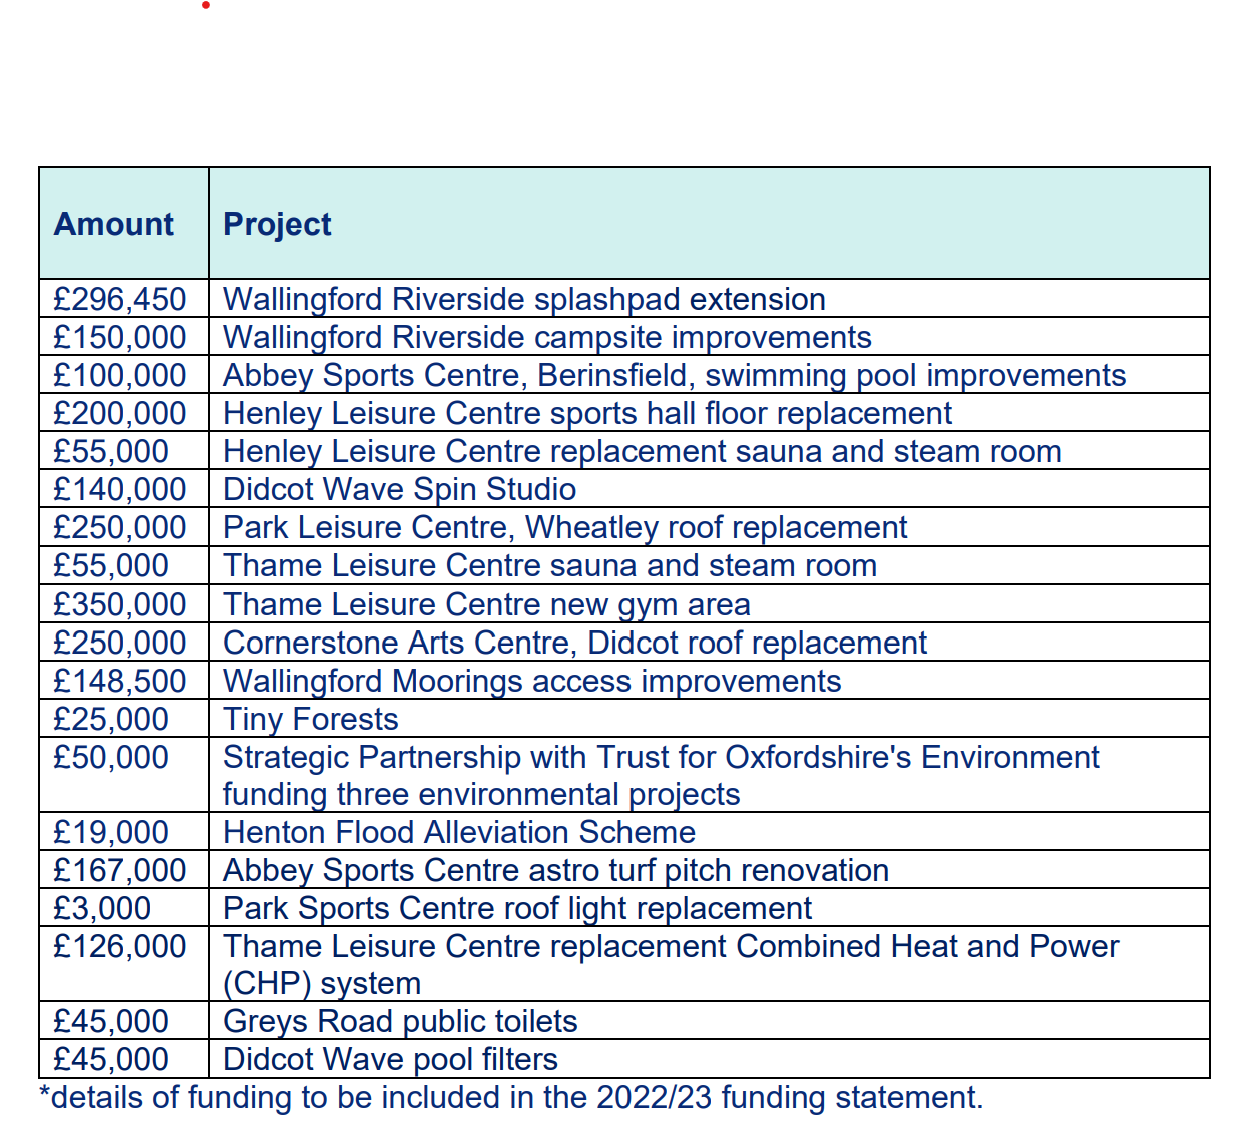 Amount Project
£296,450 Wallingford Riverside splashpad extension
£150,000 Wallingford Riverside campsite improvements
£100,000 Abbey Sports Centre, Berinsfield, swimming pool improvements
£200,000 Henley Leisure Centre sports hall floor replacement
£55,000 Henley Leisure Centre replacement sauna and steam room
£140,000 Didcot Wave Spin Studio
£250,000 Park Leisure Centre, Wheatley roof replacement
£55,000 Thame Leisure Centre sauna and steam room
£350,000 Thame Leisure Centre new gym area
£250,000 Cornerstone Arts Centre, Didcot roof replacement
£148,500 Wallingford Moorings access improvements
£25,000 Tiny Forests
£50,000 Strategic Partnership with Trust for Oxfordshire's Environment
funding three environmental projects
£19,000 Henton Flood Alleviation Scheme
£167,000 Abbey Sports Centre astro turf pitch renovation
£3,000 Park Sports Centre roof light replacement
£126,000 Thame Leisure Centre replacement Combined Heat and Power
(CHP) system
£45,000 Greys Road public toilets
£45,000 Didcot Wave pool filters
*details of funding to be included in the 2022/23 funding statement.